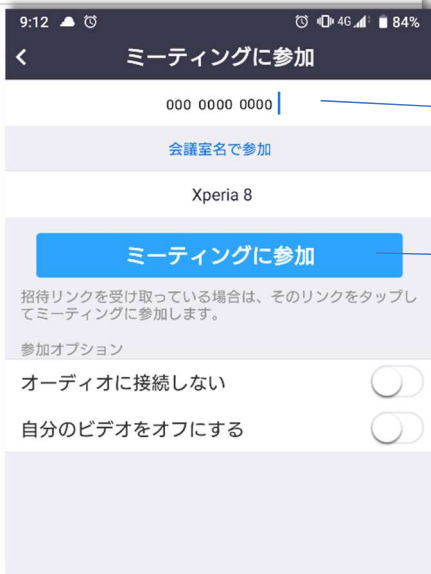 9:12 4G 84%
ミーティングに参加
000 0000 0000
会議室名で参加
Xperia 8
ミーティングに参加
招待リンクを受け取っている場合は、そのリンクをタップし
てミーティングに参加します。
参加オプション
オーディオに接続しない
自分のビデオをオフにする